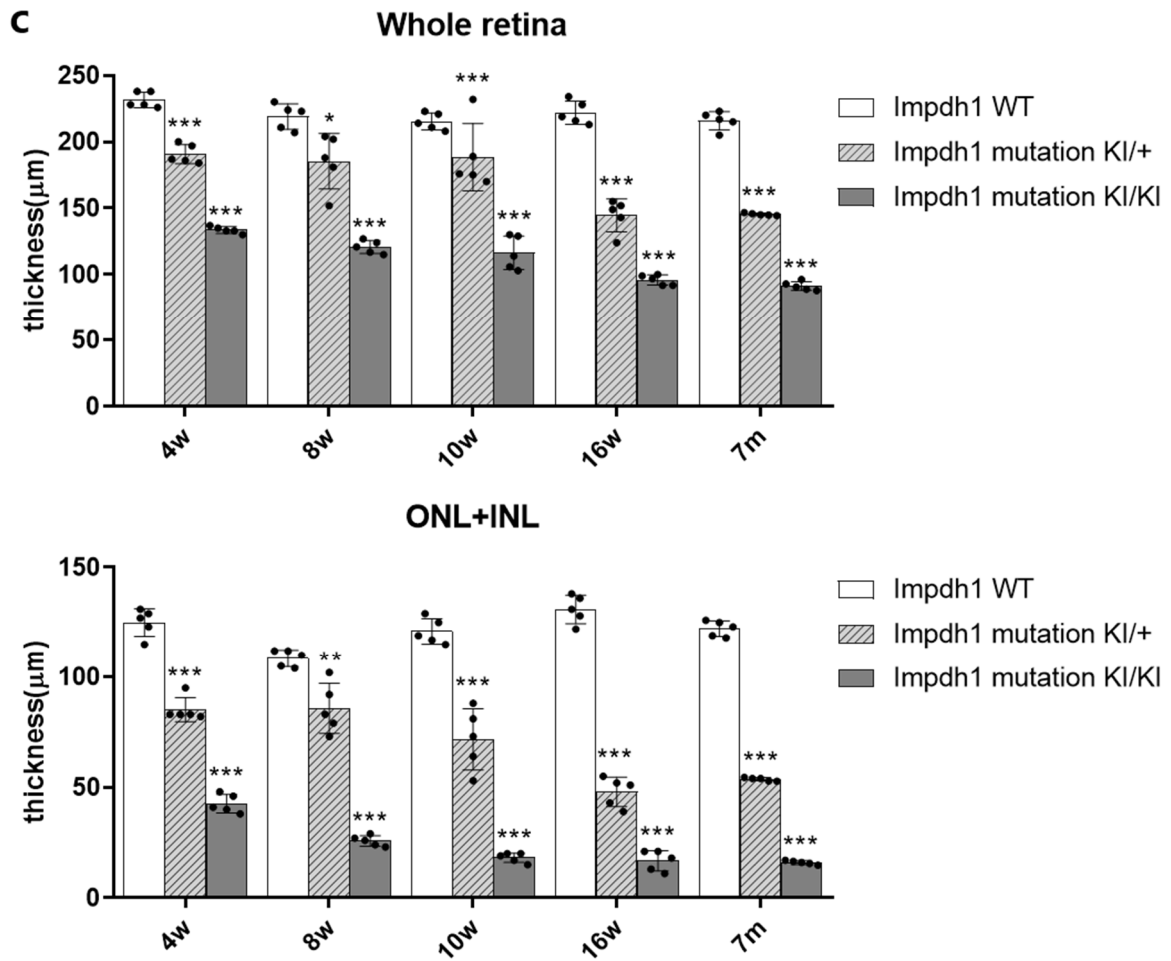 C
Whole retina
thickness(μm)
250
200
150
100
50
0
***
***
*
***
***
***
***
***
***
***
4w
8w
10w
16w
7m
Impdh1 WT
Impdh1 mutation KI/+
Impdh1 mutation KI/KI
ONL+INL
thickness(μm)
150
100
50
0
***
***
**
***
***
***
***
***
***
***
4w
8w
10w
16w
7m
Impdh1 WT
Impdh1 mutation KI/+
Impdh1 mutation KI/KI